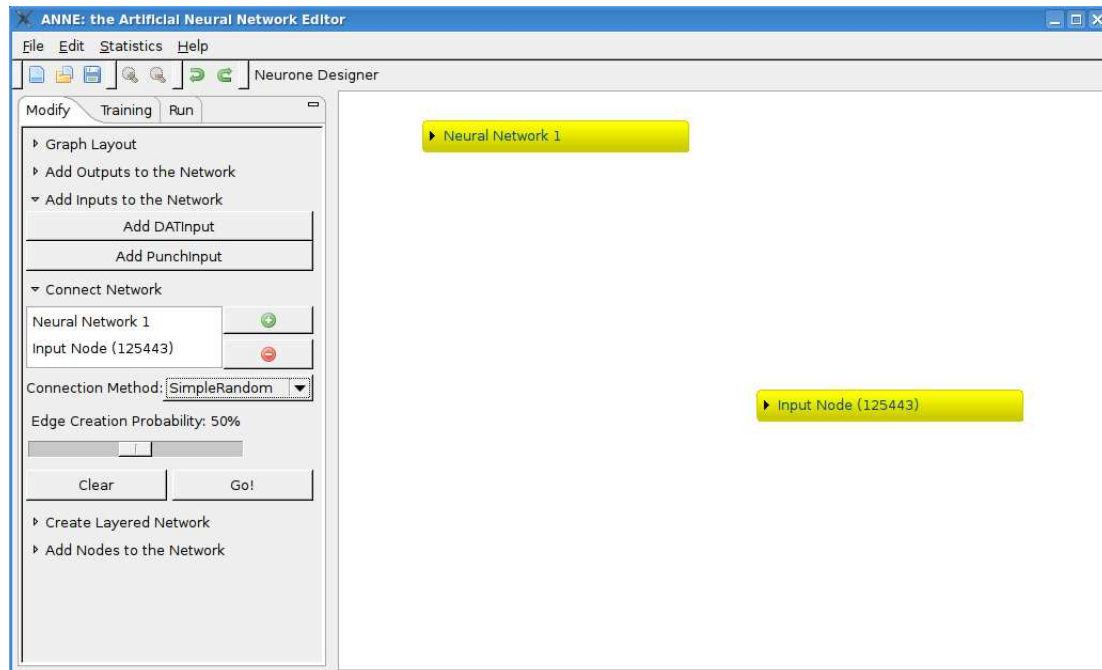 ANNE: the Artificial Neural Network Editor
File Edit Statistics Help
Neurone Designer
Modify Training Run
Graph Layout
Add Outputs to the Network
Add Inputs to the Network
Add DATInput
Add PunchInput
Connect Network
Neural Network 1
Input Node (125443)
Connection Method: SimpleRandom
Edge Creation Probability: 50%
Clear Go!
Create Layered Network
Add Nodes to the Network
Neural Network 1
Input Node (125443)